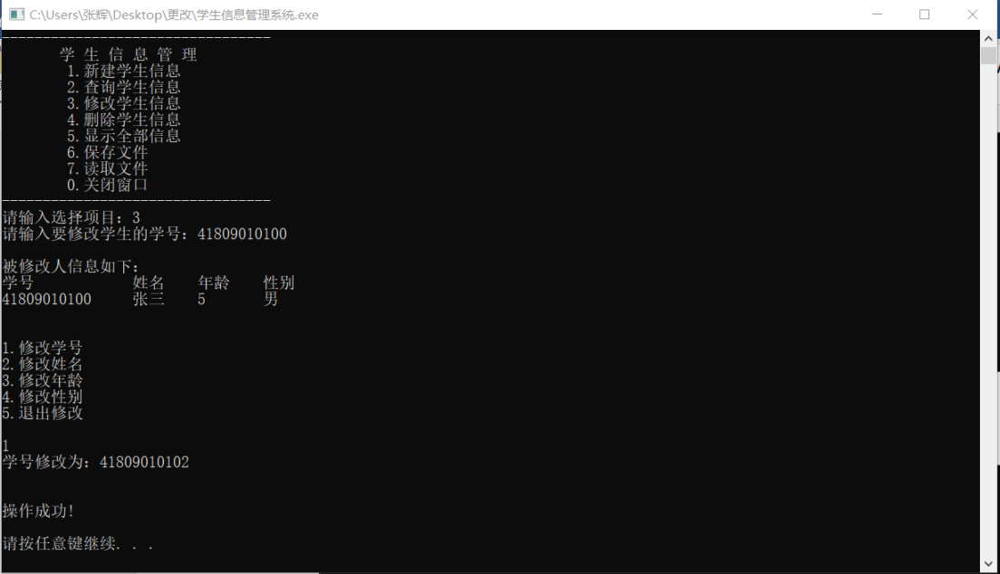 C:\Users\张辉\Desktop\更改\学生信息管理系统.exe
---------------------------------
学 生 信 息 管 理
1.新建学生信息
2.查询学生信息
3.修改学生信息
4.删除学生信息
5.显示全部信息
6.保存文件
7.读取文件
0.关闭窗口
---------------------------------
请输入选择项目：3
请输入要修改学生的学号：41809010100
被修改人信息如下：
学号 姓名 年龄 性别
41809010100 张三 5 男
1.修改学号
2.修改姓名
3.修改年龄
4.修改性别
5.退出修改
1
学号修改为：41809010102
操作成功!
请按任意键继续. . .